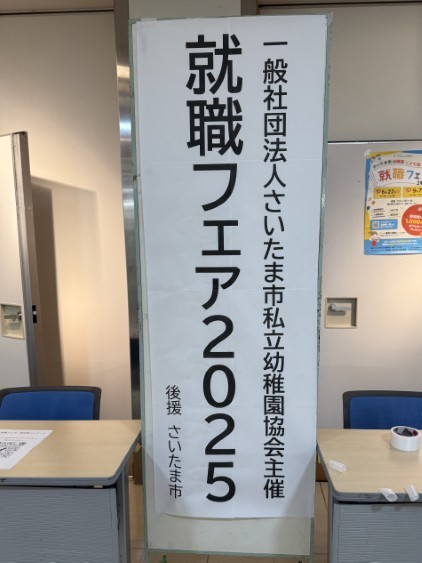 一般社団法人さいたま市私立幼稚園協会主催
就職フェア2025
後援 さいたま市
就職フェ